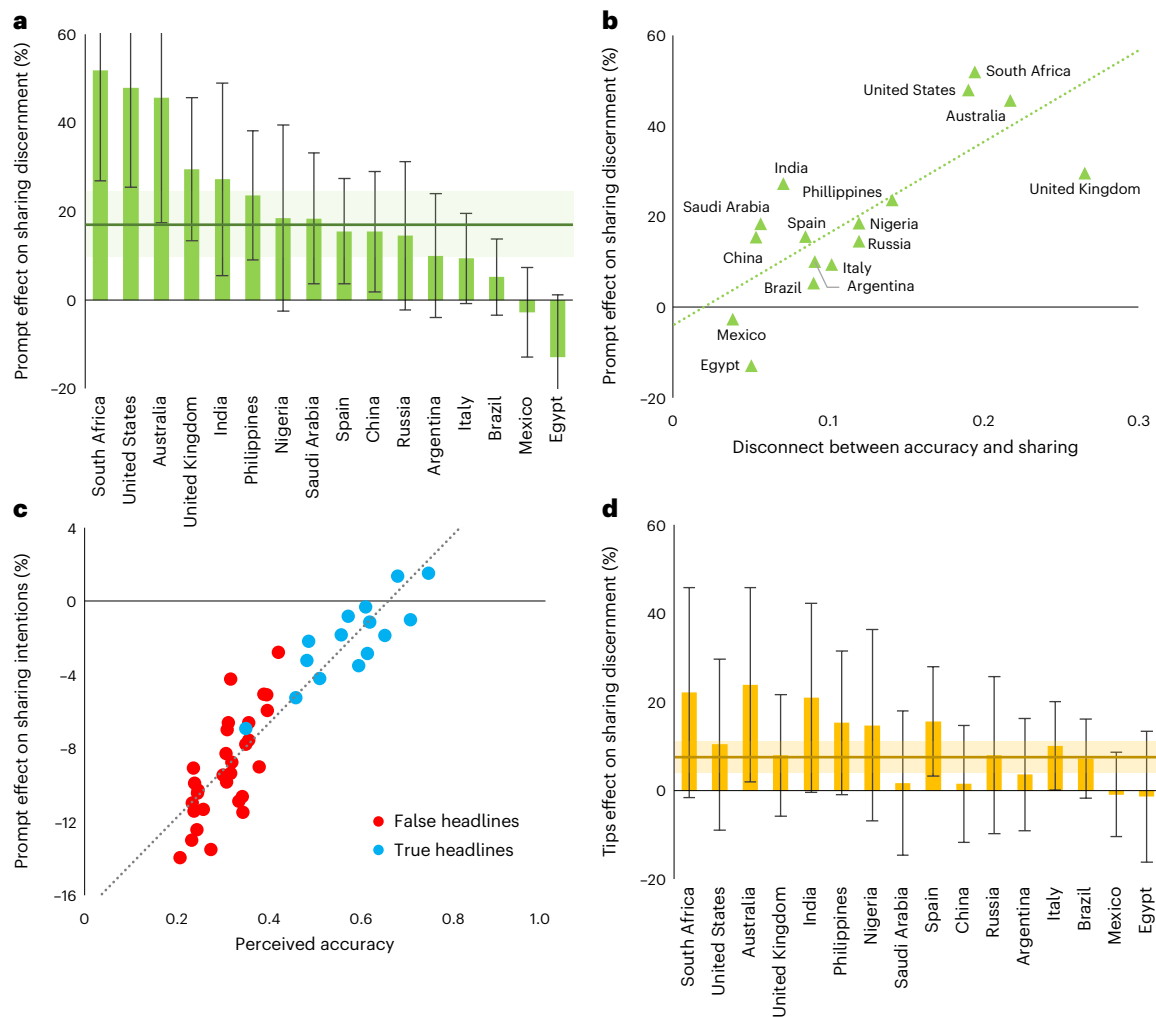 a
Prompt effect on sharing discernment (%)
60
40
20
0
–20
South Africa
United States
Australia
United Kingdom
India
Philippines
Nigeria
Saudi Arabia
Spain
China
Russia
Argentina
Italy
Brazil
Mexico
Egypt
b
Prompt effect on sharing discernment (%)
60
40
20
0
–20
South Africa
United States
Australia
India
United Kingdom
Phillippines
Saudi Arabia
Spain
Nigeria
Russia
China
Italy
Argentina
Brazil
Mexico
Egypt
0
0.1
0.2
0.3
Disconnect between accuracy and sharing
c
Prompt effect on sharing intentions (%)
4
0
–4
–8
–12
–16
False headlines
True headlines
0
0.2
0.4
0.6
0.8
1.0
Perceived accuracy
d
Tips effect on sharing discernment (%)
60
40
20
0
–20
South Africa
United States
Australia
United Kingdom
India
Philippines
Nigeria
Saudi Arabia
Spain
China
Russia
Argentina
Italy
Brazil
Mexico
Egypt